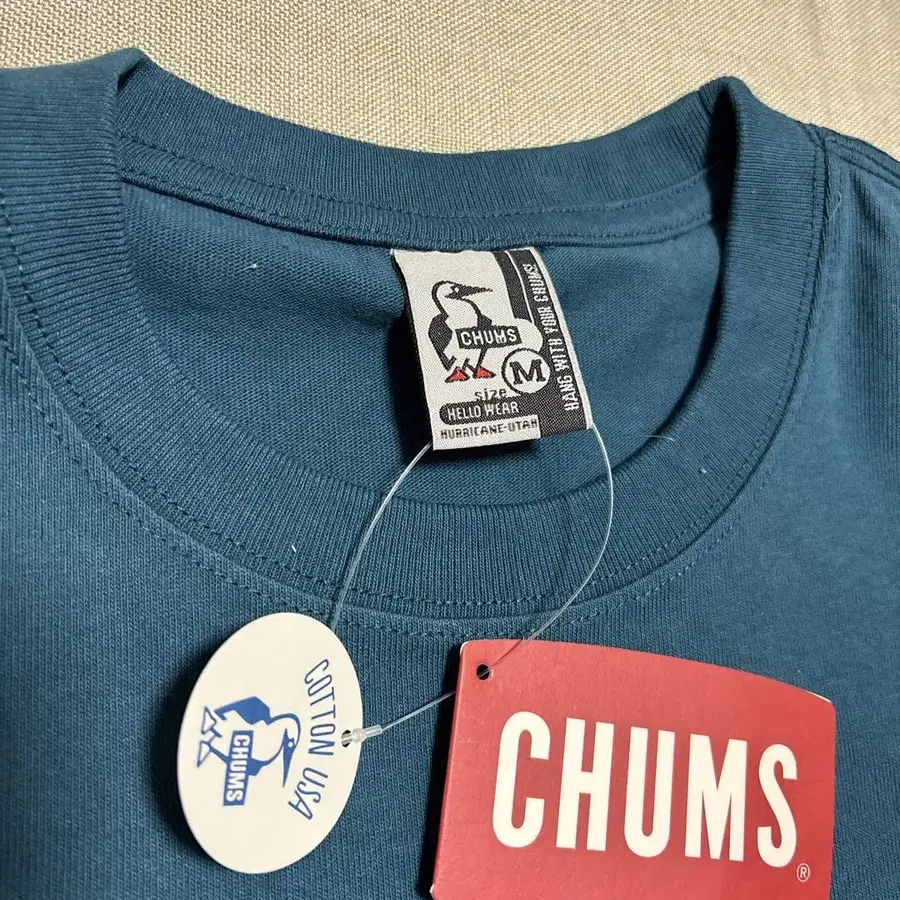 CHUMS
size M
HELLO WEAR
HURRICANE-UTAH
HANG WITH YOUR CHUMS!
COTTON USA
CHUMS
CHUMS®